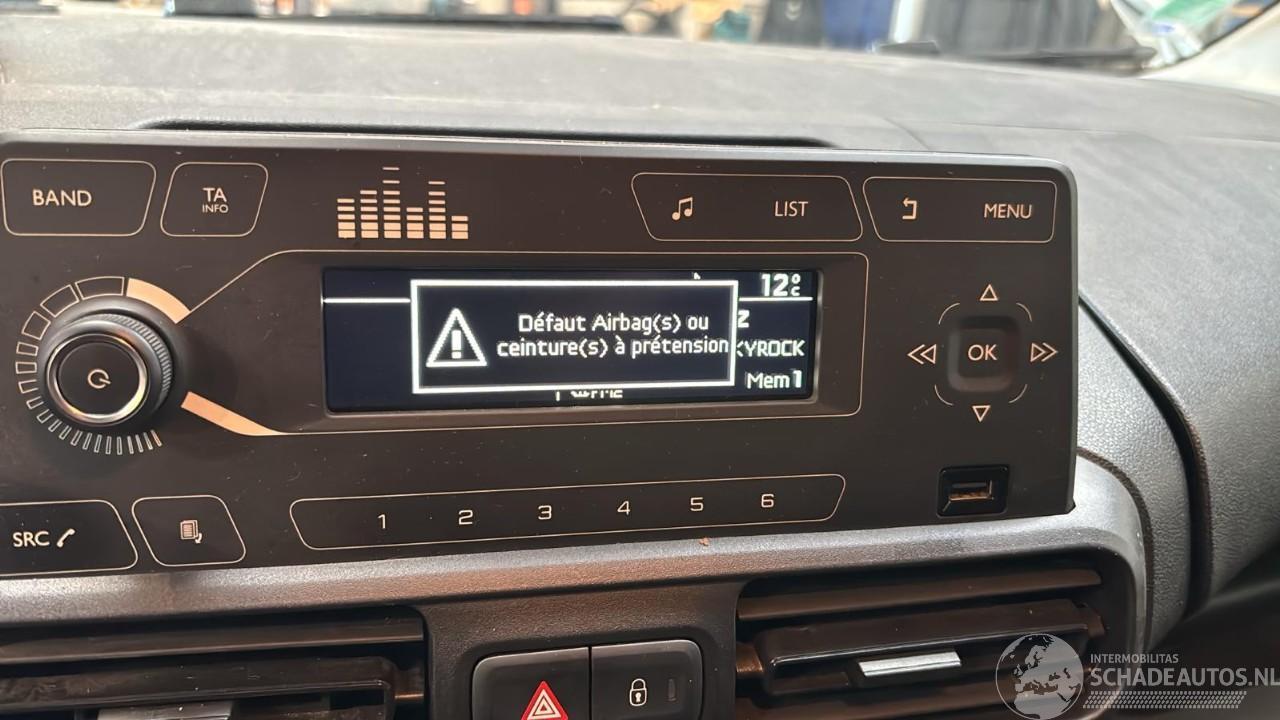 BAND
TA
INFO
LIST
MENU
12°C
Défaut Airbag(s) ou
ceinture(s) à prétension
Z
KYROCK
Mem 1
OK
SRC
1 2 3 4 5 6
INTERMOBILITAS
SCHADEAUTOS.NL